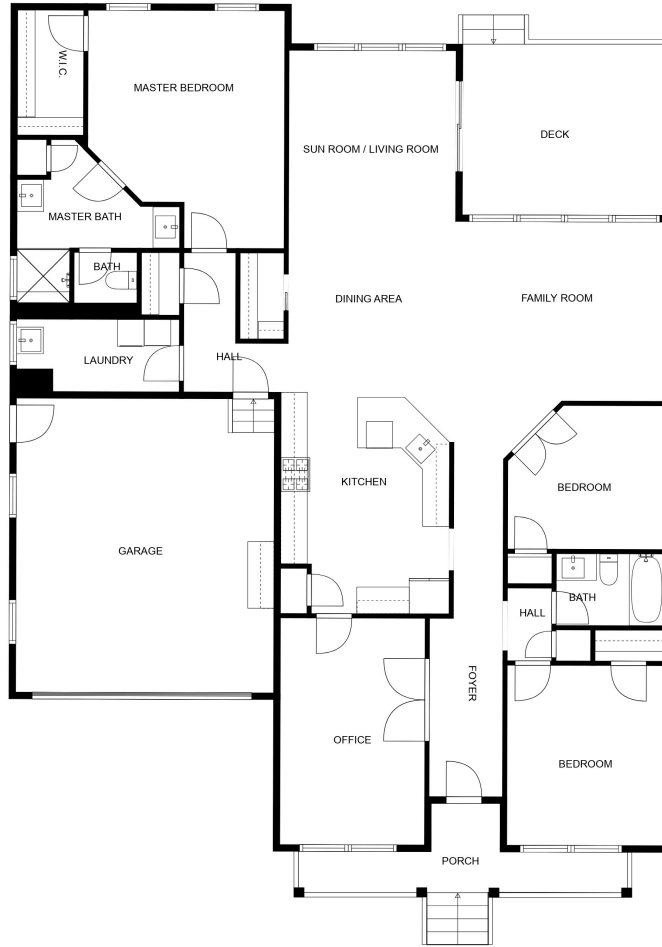 W.I.C.
MASTER BEDROOM
SUN ROOM / LIVING ROOM
DECK
MASTER BATH
BATH
DINING AREA
FAMILY ROOM
LAUNDRY
HALL
KITCHEN
BEDROOM
GARAGE
BATH
HALL
FOYER
OFFICE
BEDROOM
PORCH